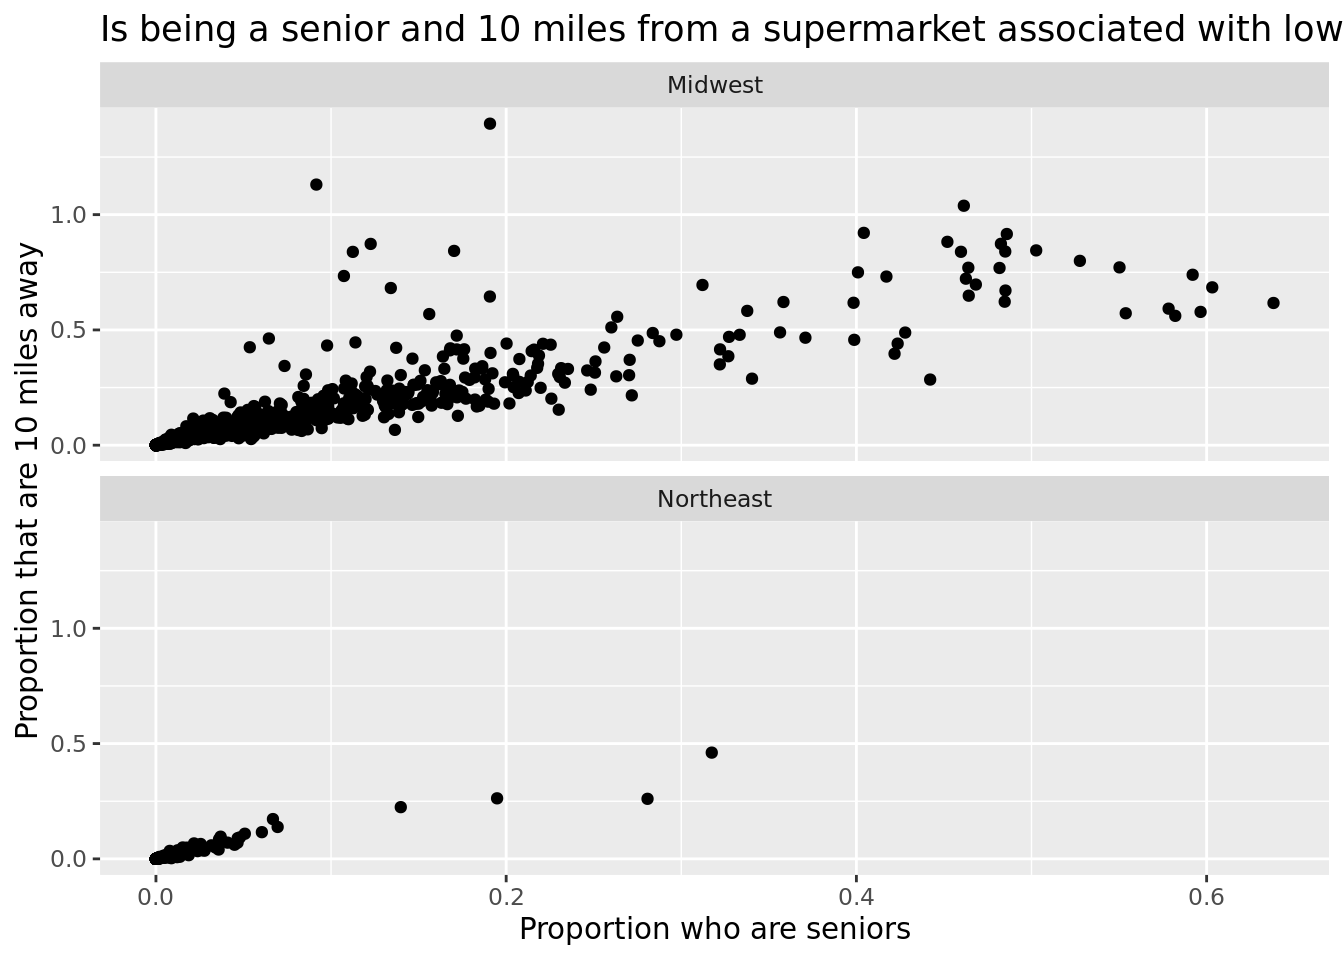 Is being a senior and 10 miles from a supermarket associated with low
Midwest
1.0
0.5
0.0
Northeast
1.0
0.5
0.0
0.0 0.2 0.4 0.6
Proportion who are seniors
Proportion that are 10 miles away